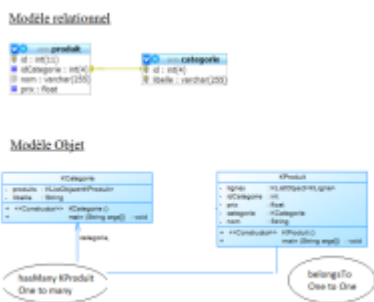 Modèle relationnel
produit
id : int(11)
idCategorie : int(4)
nom : varchar(255)
prix : float
categorie
id : int(4)
libelle : varchar(255)
Modèle Objet
KCategorie
- produits : KListObject<KProduit>
- libelle : String
+ <<Constructor>> KCategorie ()
+ main (String args[]) : void
KProduit
- lignes : KListObject<KLigne>
- idCategorie : int
- prix : float
- categorie : KCategorie
- nom : String
+ <<Constructor>> KProduit ()
+ main (String args[]) : void
categorie
hasMany KProduit
One to many
belongsTo
One to One